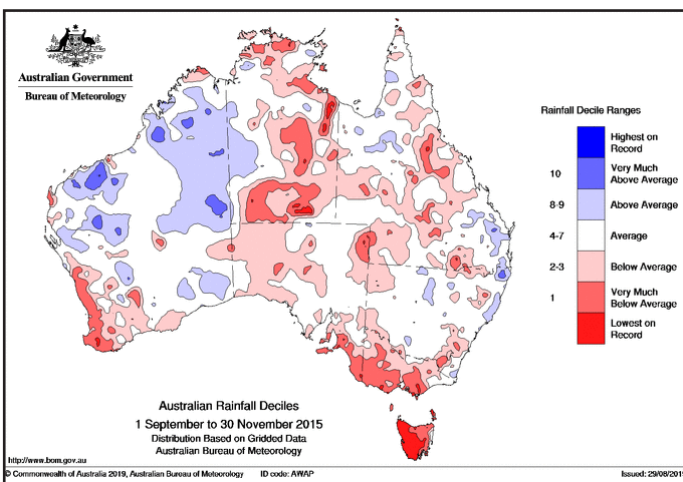 Australian Government
Bureau of Meteorology
Rainfall Decile Ranges
Highest on
Record
10
Very Much
Above Average
8-9
Above Average
4-7
Average
2-3
Below Average
1
Very Much
Below Average
Lowest on
Record
Australian Rainfall Deciles
1 September to 30 November 2015
Distribution Based on Gridded Data
Australian Bureau of Meteorology
http://www.bom.gov.au
© Commonwealth of Australia 2019, Australian Bureau of Meteorology
ID code: AWAP
Issued: 29/08/2019